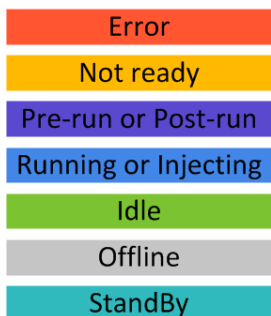 Error
Not ready
Pre-run or Post-run
Running or Injecting
Idle
Offline
StandBy